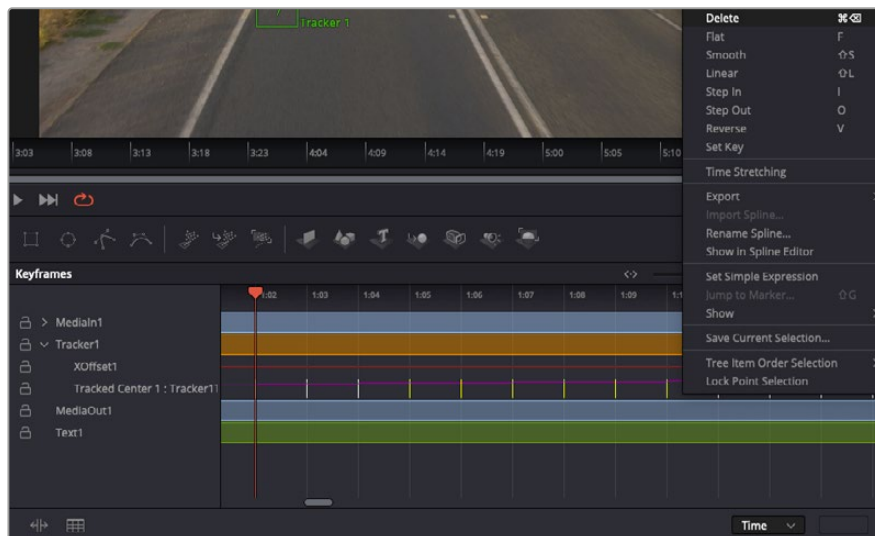 Tracker 1
Delete ⌘⌫
Flat F
Smooth ⇧S
Linear ⇧L
Step In I
Step Out O
Reverse V
Set Key
Time Stretching
Export
Import Spline...
Rename Spline...
Show in Spline Editor
Set Simple Expression
Jump to Marker... ⇧G
Show
Save Current Selection...
Tree Item Order Selection
Lock Point Selection
3:03 3:08 3:13 3:18 3:23 4:04 4:09 4:14 4:19 5:00 5:05 5:10
Keyframes
1:02 1:03 1:04 1:05 1:06 1:07 1:08 1:09
MediaIn1
Tracker1
XOffset1
Tracked Center 1 : Tracker1
MediaOut1
Text1
Time